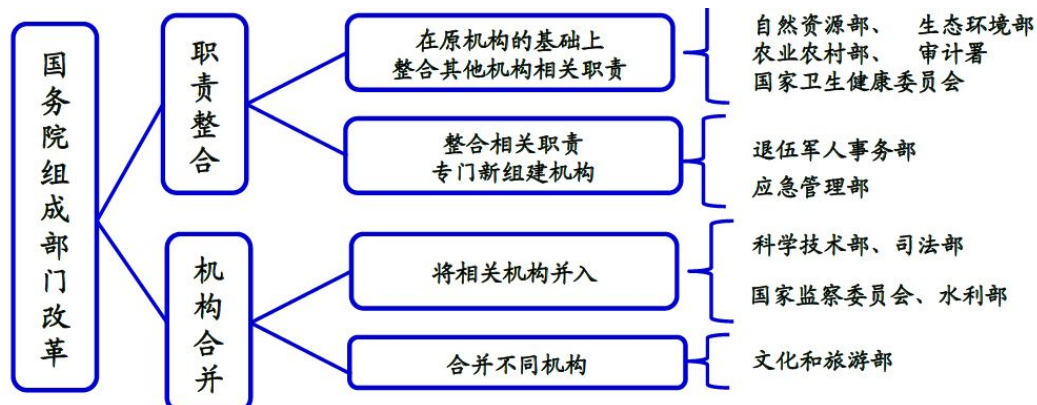 国务院组成部门改革
职责整合
在原机构的基础上
整合其他机构相关职责
自然资源部、 生态环境部
农业农村部、 审计署
国家卫生健康委员会
整合相关职责
专门新组建机构
退伍军人事务部
应急管理部
机构合并
将相关机构并入
科学技术部、司法部
国家监察委员会、水利部
合并不同机构
文化和旅游部